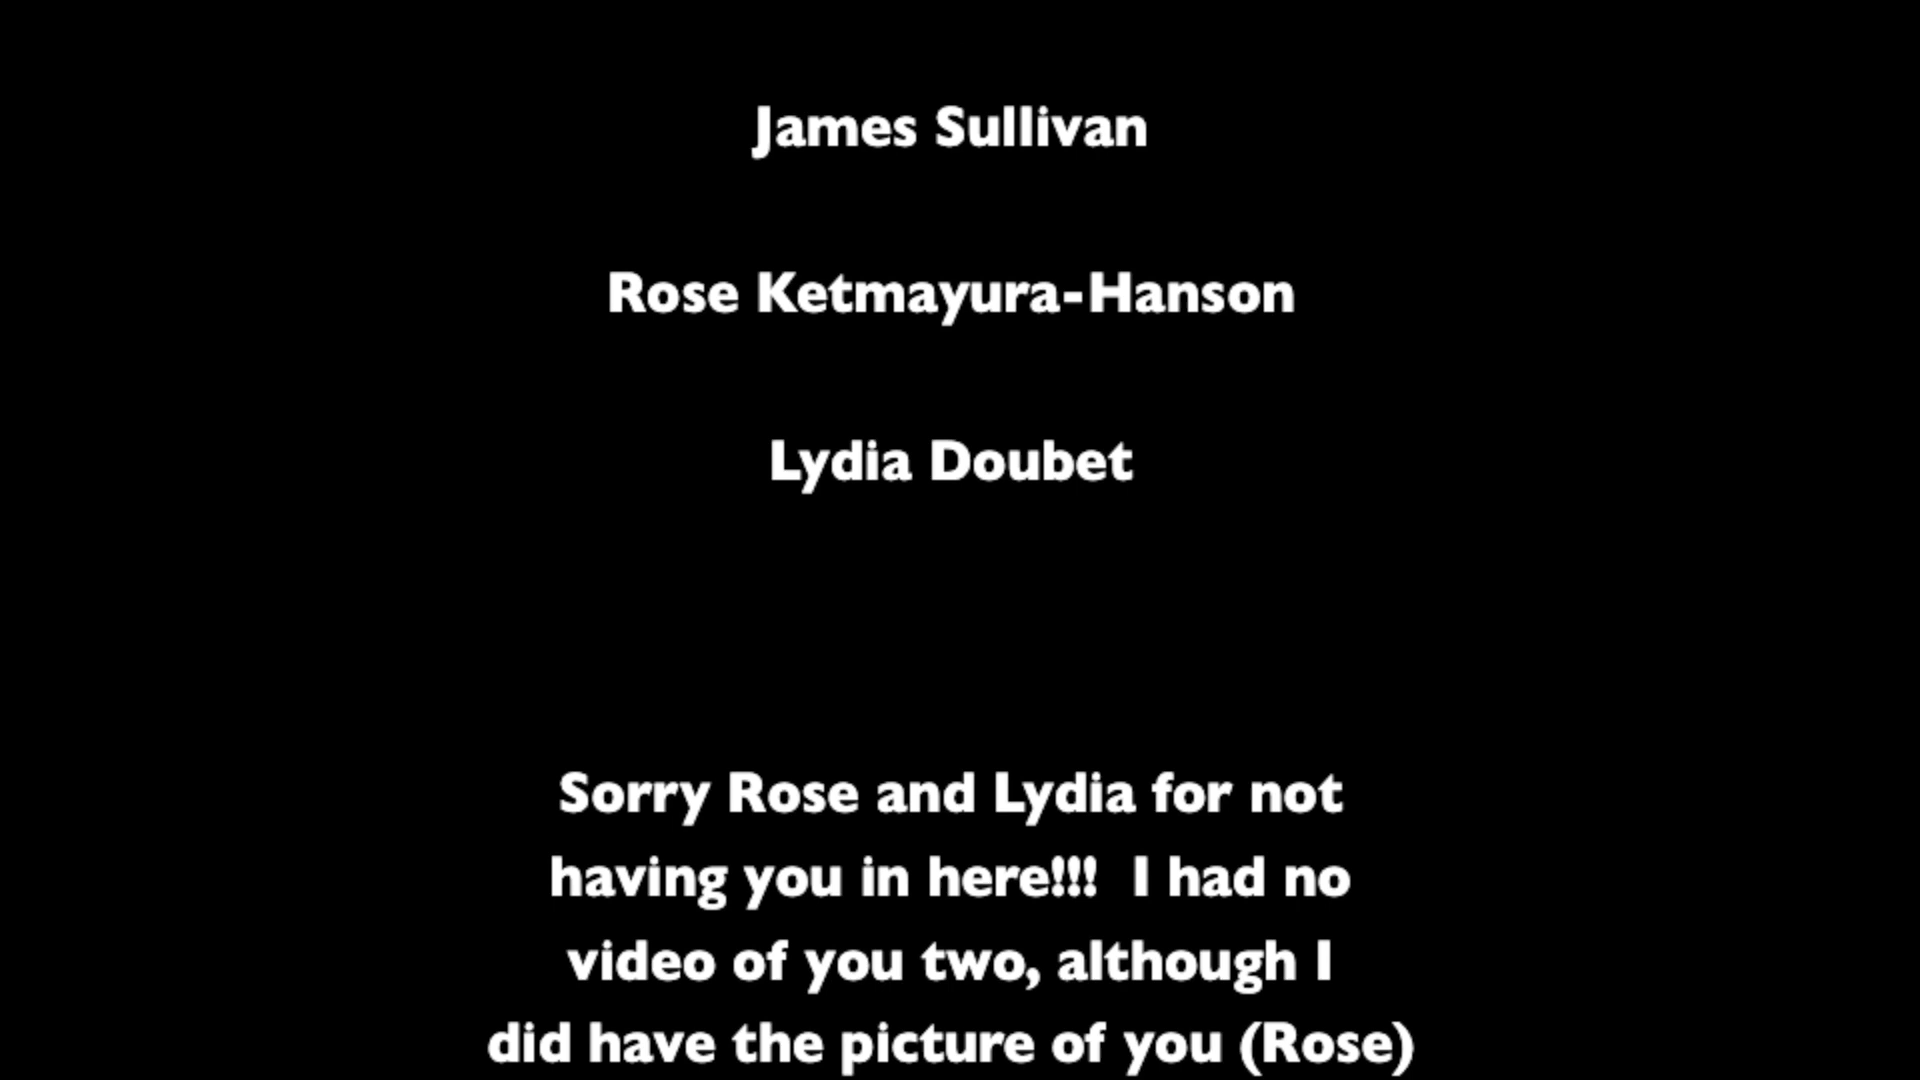 James Sullivan
Rose Ketmayura-Hanson
Lydia Doubet
Sorry Rose and Lydia for not
having you in here!!!  I had no
video of you two, although I
did have the picture of you (Rose)